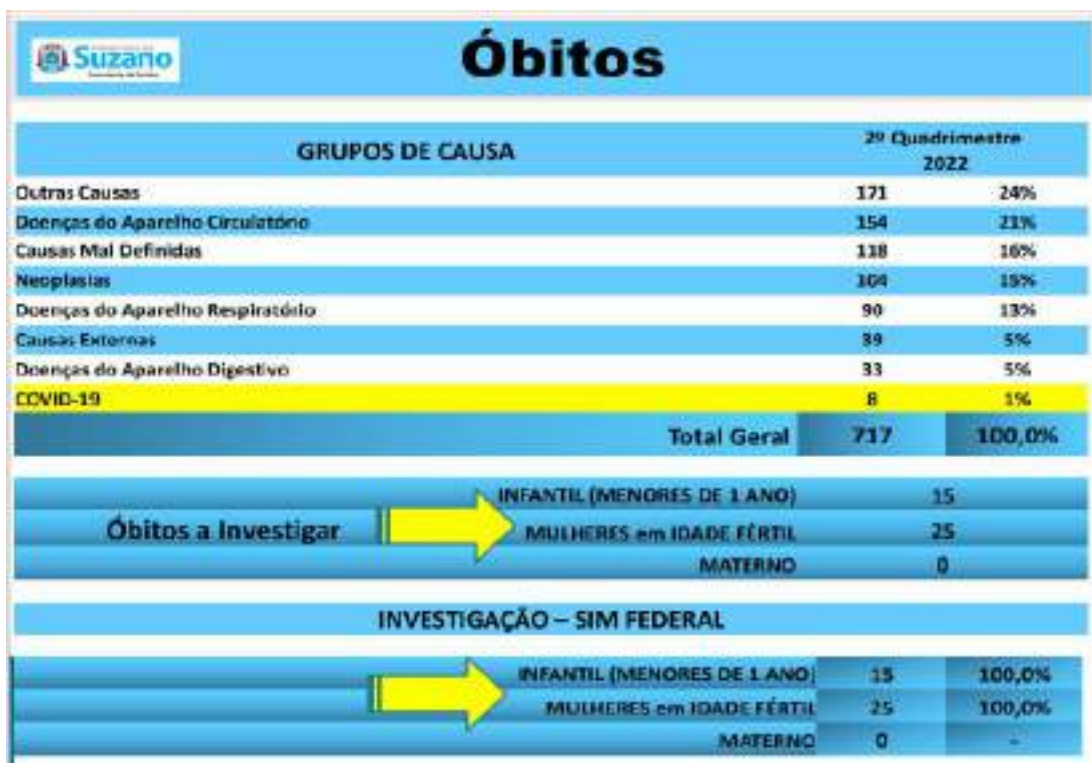 Suzano
Óbitos
GRUPOS DE CAUSA
2º Quadrimestre
2022
Outras Causas 171 24%
Doenças do Aparelho Circulatório 154 21%
Causas Mal Definidas 118 16%
Neoplasias 104 15%
Doenças do Aparelho Respiratório 90 13%
Causas Externas 39 5%
Doenças do Aparelho Digestivo 33 5%
COVID-19 8 1%
Total Geral 717 100,0%
INFANTIL (MENORES DE 1 ANO) 15
Óbitos a Investigar MULHERES em IDADE FÉRTIL 25
MATERNO 0
INVESTIGAÇÃO – SIM FEDERAL
INFANTIL (MENORES DE 1 ANO) 15 100,0%
MULHERES em IDADE FÉRTIL 25 100,0%
MATERNO 0 -